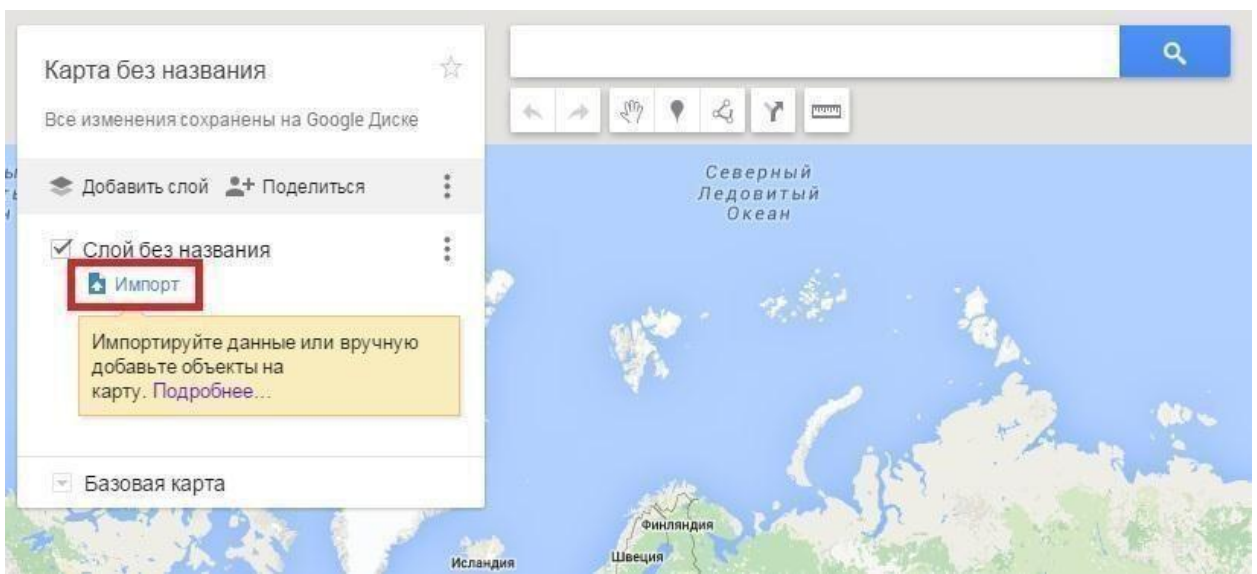 Карта без названия
Все изменения сохранены на Google Диске
Добавить слой Поделиться
Слой без названия
Импорт
Импортируйте данные или вручную
добавьте объекты на
карту. Подробнее...
Базовая карта
Северный
Ледовитый
Океан
Финляндия
Швеция
Исландия